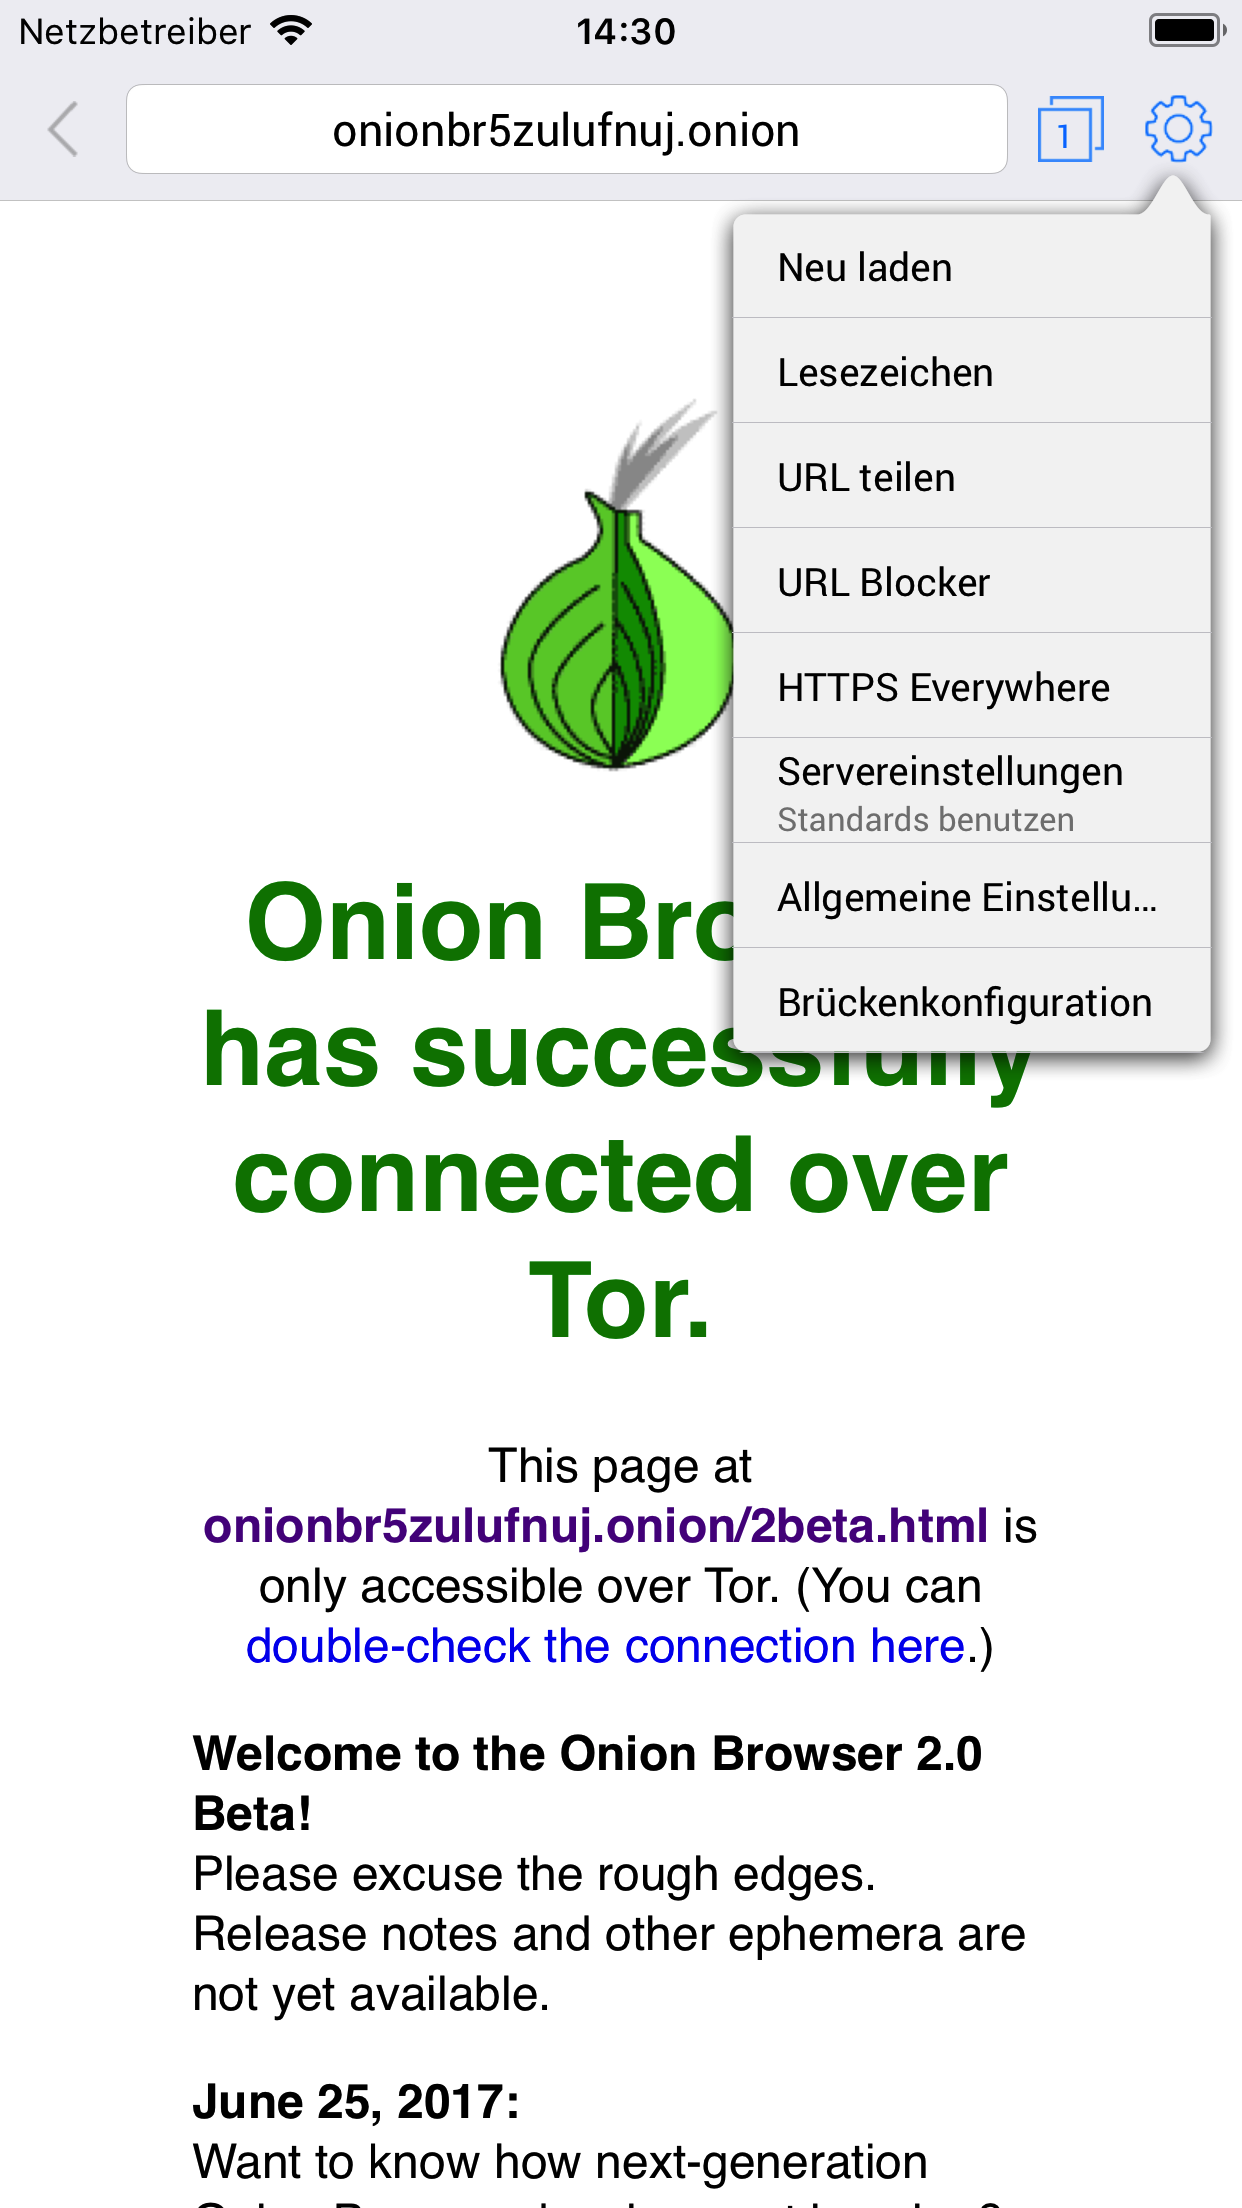 Netzbetreiber 14:30
onionbr5zulufnuj.onion 1
Neu laden
Lesezeichen
URL teilen
URL Blocker
HTTPS Everywhere
Servereinstellungen
Standards benutzen
Allgemeine Einstellu...
Brückenkonfiguration
Onion Bro
has successfully
connected over
Tor.
This page at
onionbr5zulufnuj.onion/2beta.html is
only accessible over Tor. (You can
double-check the connection here.)
Welcome to the Onion Browser 2.0
Beta!
Please excuse the rough edges.
Release notes and other ephemera are
not yet available.
June 25, 2017:
Want to know how next-generation